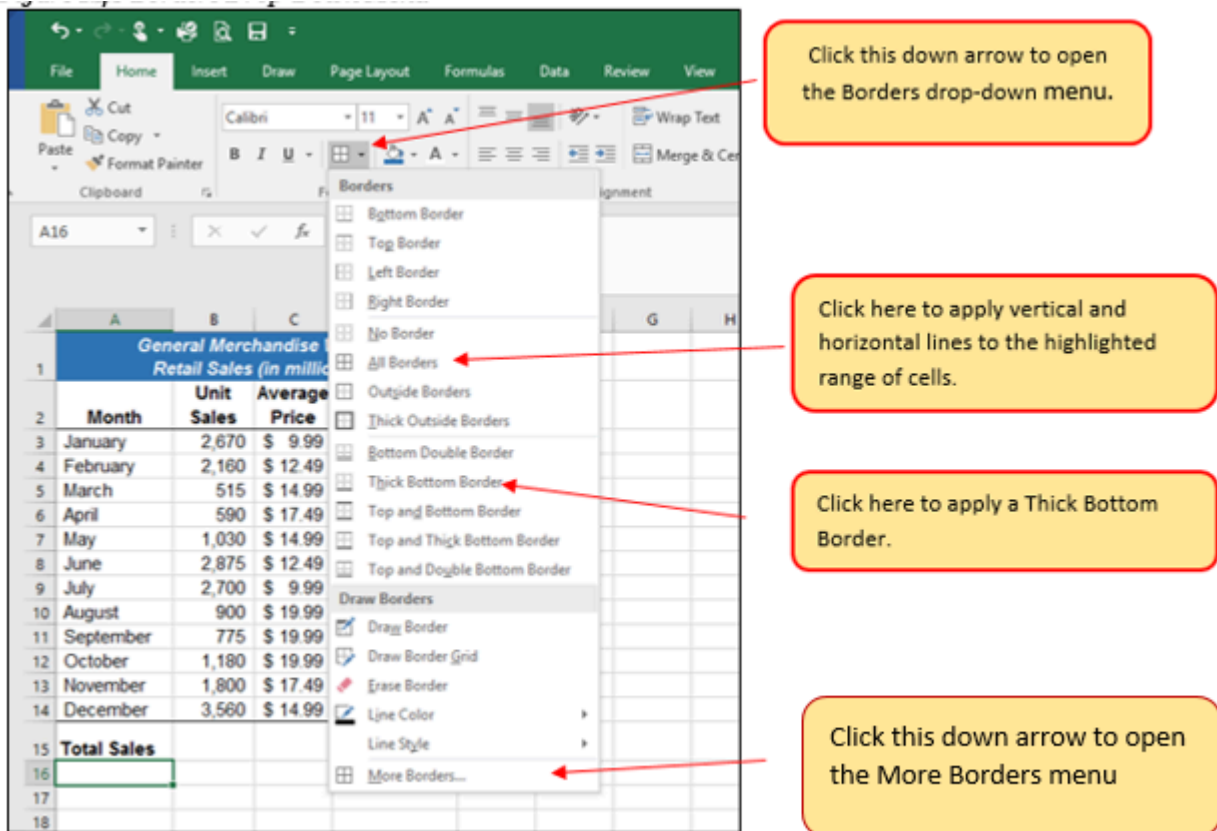 File Home Insert Draw Page Layout Formulas Data Review View
Cut
Copy
Format Painter
Paste
Clipboard
Calibri 11 A A
B I U A
Wrap Text
Merge & Cen
ignment
A16 fx
Borders
Bottom Border
Top Border
Left Border
Right Border
No Border
All Borders
Outside Borders
Thick Outside Borders
Bottom Double Border
Thick Bottom Border
Top and Bottom Border
Top and Thick Bottom Border
Top and Double Bottom Border
Draw Borders
Draw Border
Draw Border Grid
Erase Border
Line Color
Line Style
More Borders...
A B C G H
1 General Merchandise
Retail Sales (in millio
2 Month Unit Sales Average Price
3 January 2,670 $ 9.99
4 February 2,160 $ 12.49
5 March 515 $ 14.99
6 April 590 $ 17.49
7 May 1,030 $ 14.99
8 June 2,875 $ 12.49
9 July 2,700 $ 9.99
10 August 900 $ 19.99
11 September 775 $ 19.99
12 October 1,180 $ 19.99
13 November 1,800 $ 17.49
14 December 3,560 $ 14.99
15 Total Sales
16
17
18
Click this down arrow to open
the Borders drop-down menu.
Click here to apply vertical and
horizontal lines to the highlighted
range of cells.
Click here to apply a Thick Bottom
Border.
Click this down arrow to open
the More Borders menu